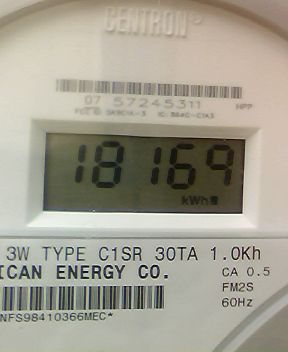 CENTRON
07 57245311 HPP
18169
kWh
3W TYPE C1SR 30TA 1.0Kh
ICAN ENERGY CO.
CA 0.5
FM2S
60Hz
NFS98410366MEC*